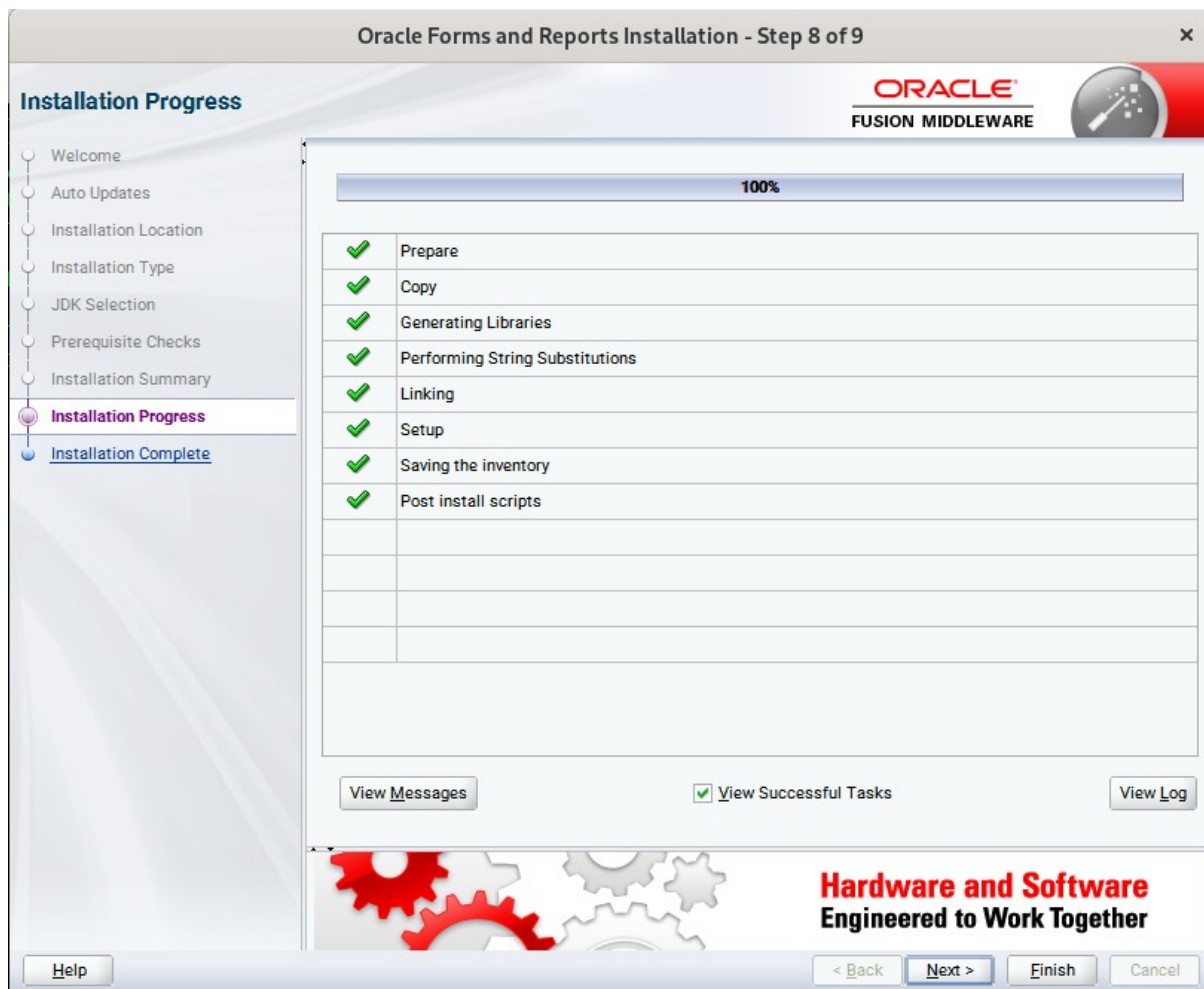 Oracle Forms and Reports Installation - Step 8 of 9
Installation Progress
ORACLE
FUSION MIDDLEWARE
Welcome
Auto Updates
Installation Location
Installation Type
JDK Selection
Prerequisite Checks
Installation Summary
Installation Progress
Installation Complete
100%
Prepare
Copy
Generating Libraries
Performing String Substitutions
Linking
Setup
Saving the inventory
Post install scripts
View Messages
View Successful Tasks
View Log
Hardware and Software
Engineered to Work Together
Help
< Back
Next >
Finish
Cancel